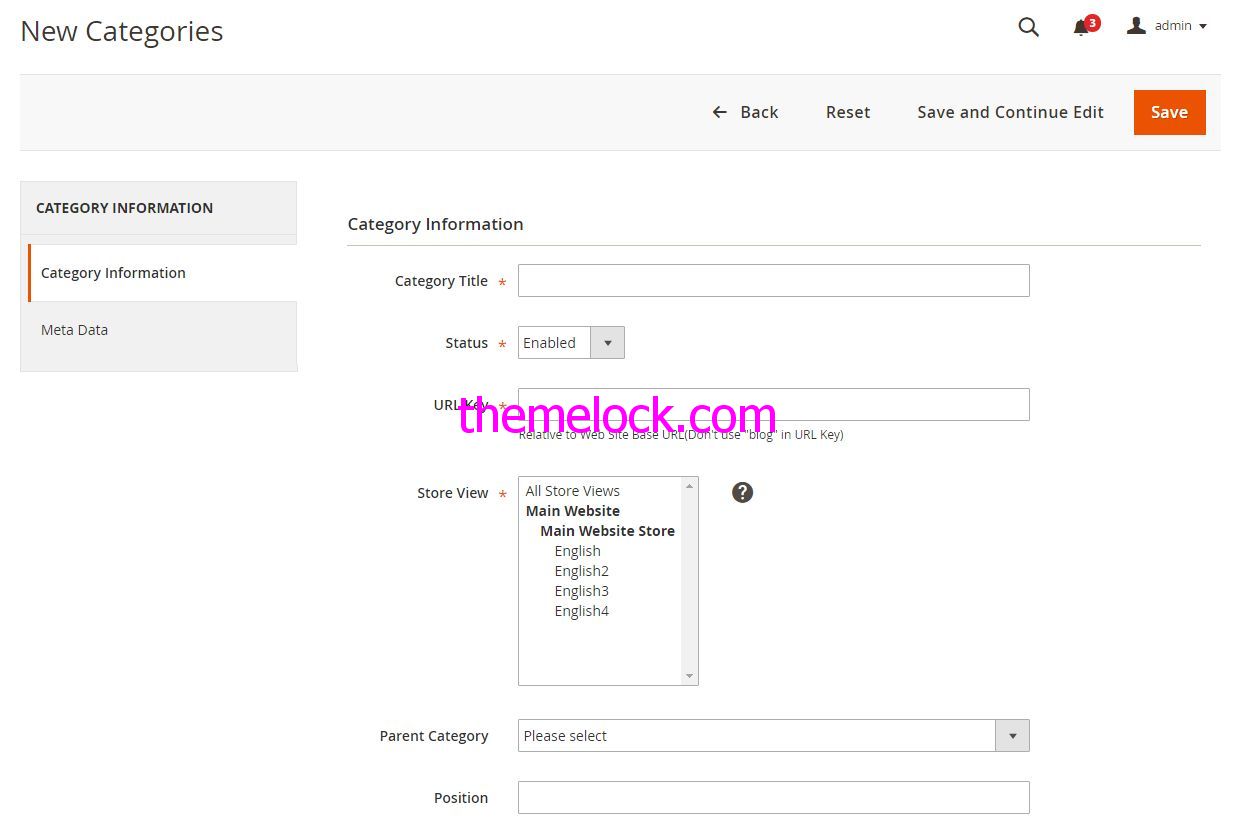 New Categories
3
admin
Back
Reset
Save and Continue Edit
Save
CATEGORY INFORMATION
Category Information
Meta Data
Category Information
Category Title *
Status *
Enabled
URL Key *
themelock.com
Relative to Web Site Base URL(Don't use "blog" in URL Key)
Store View *
All Store Views
Main Website
Main Website Store
English
English2
English3
English4
?
Parent Category
Please select
Position